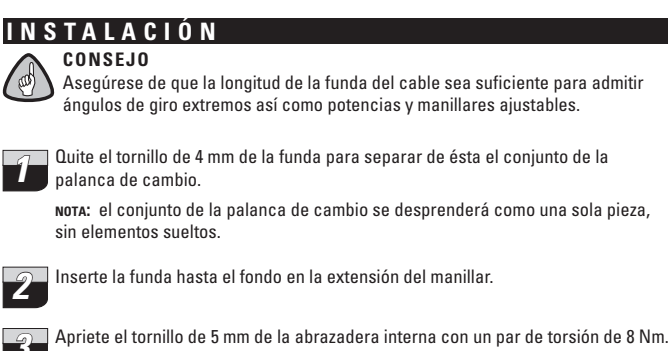 INSTALACIÓN
CONSEJO
Asegúrese de que la longitud de la funda del cable sea suficiente para admitir
ángulos de giro extremos así como potencias y manillares ajustables.
1 Quite el tornillo de 4 mm de la funda para separar de ésta el conjunto de la
palanca de cambio.
NOTA: el conjunto de la palanca de cambio se desprenderá como una sola pieza,
sin elementos sueltos.
2 Inserte la funda hasta el fondo en la extensión del manillar.
3 Apriete el tornillo de 5 mm de la abrazadera interna con un par de torsión de 8 Nm.